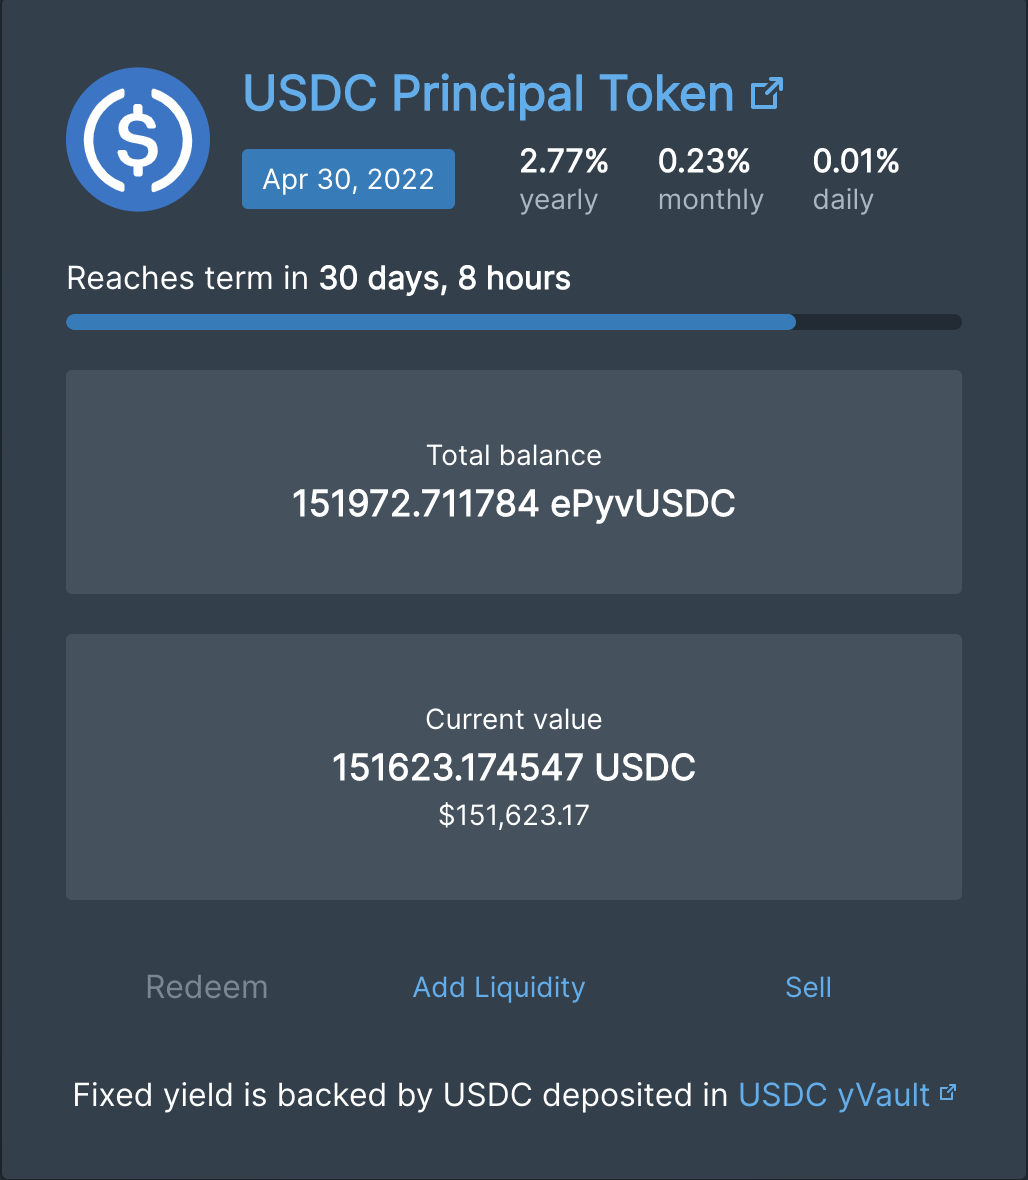 USDC Principal Token
Apr 30, 2022
2.77% 0.23% 0.01%
yearly monthly daily
Reaches term in 30 days, 8 hours
Total balance
151972.711784 ePyvUSDC
Current value
151623.174547 USDC
$151,623.17
Redeem Add Liquidity Sell
Fixed yield is backed by USDC deposited in USDC yVault